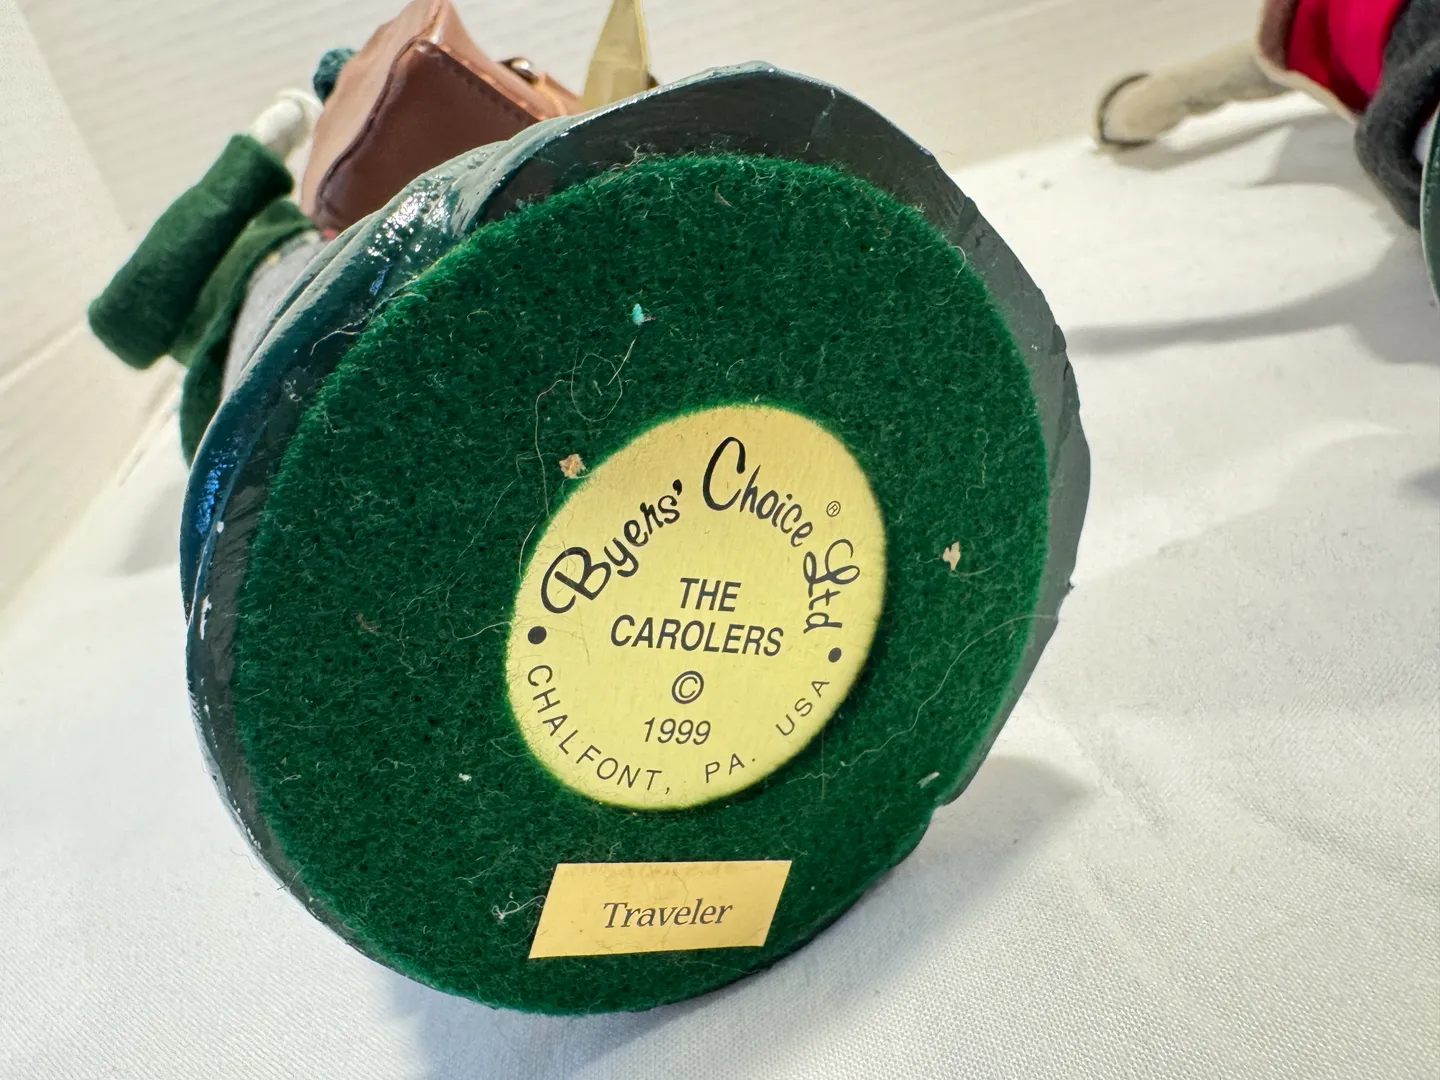 Byers' Choice® Ltd
THE
CAROLERS
©
1999
• CHALFONT, PA. USA •
Traveler